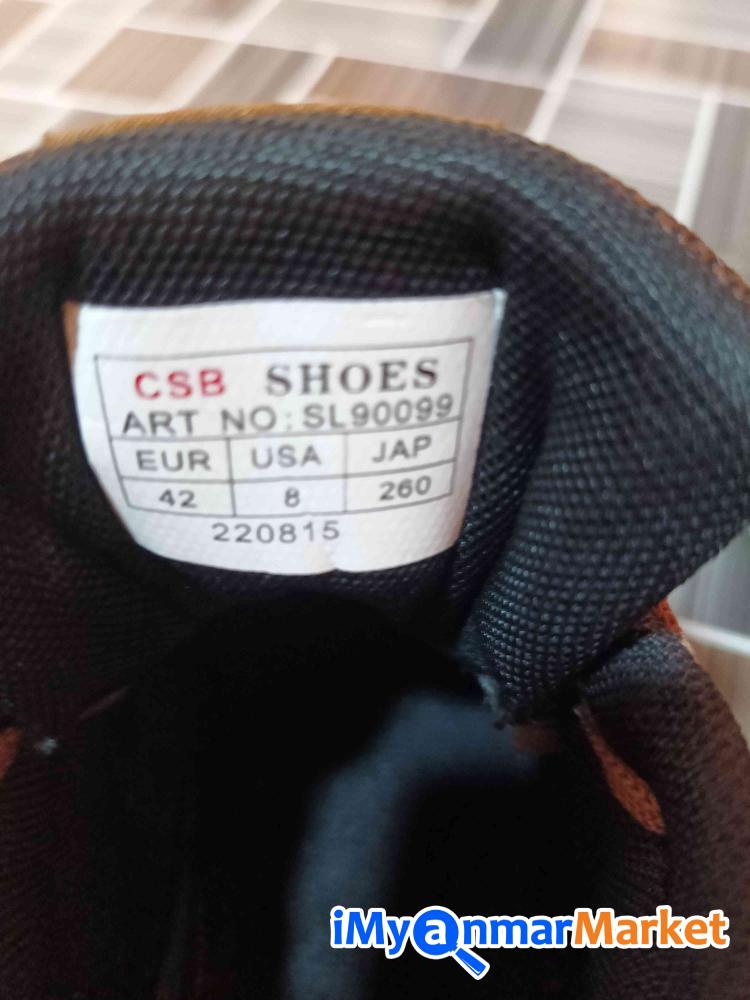 CSB SHOES
ART NO: SL90099
EUR USA JAP
42 8 260
220815
iMyanmarMarket